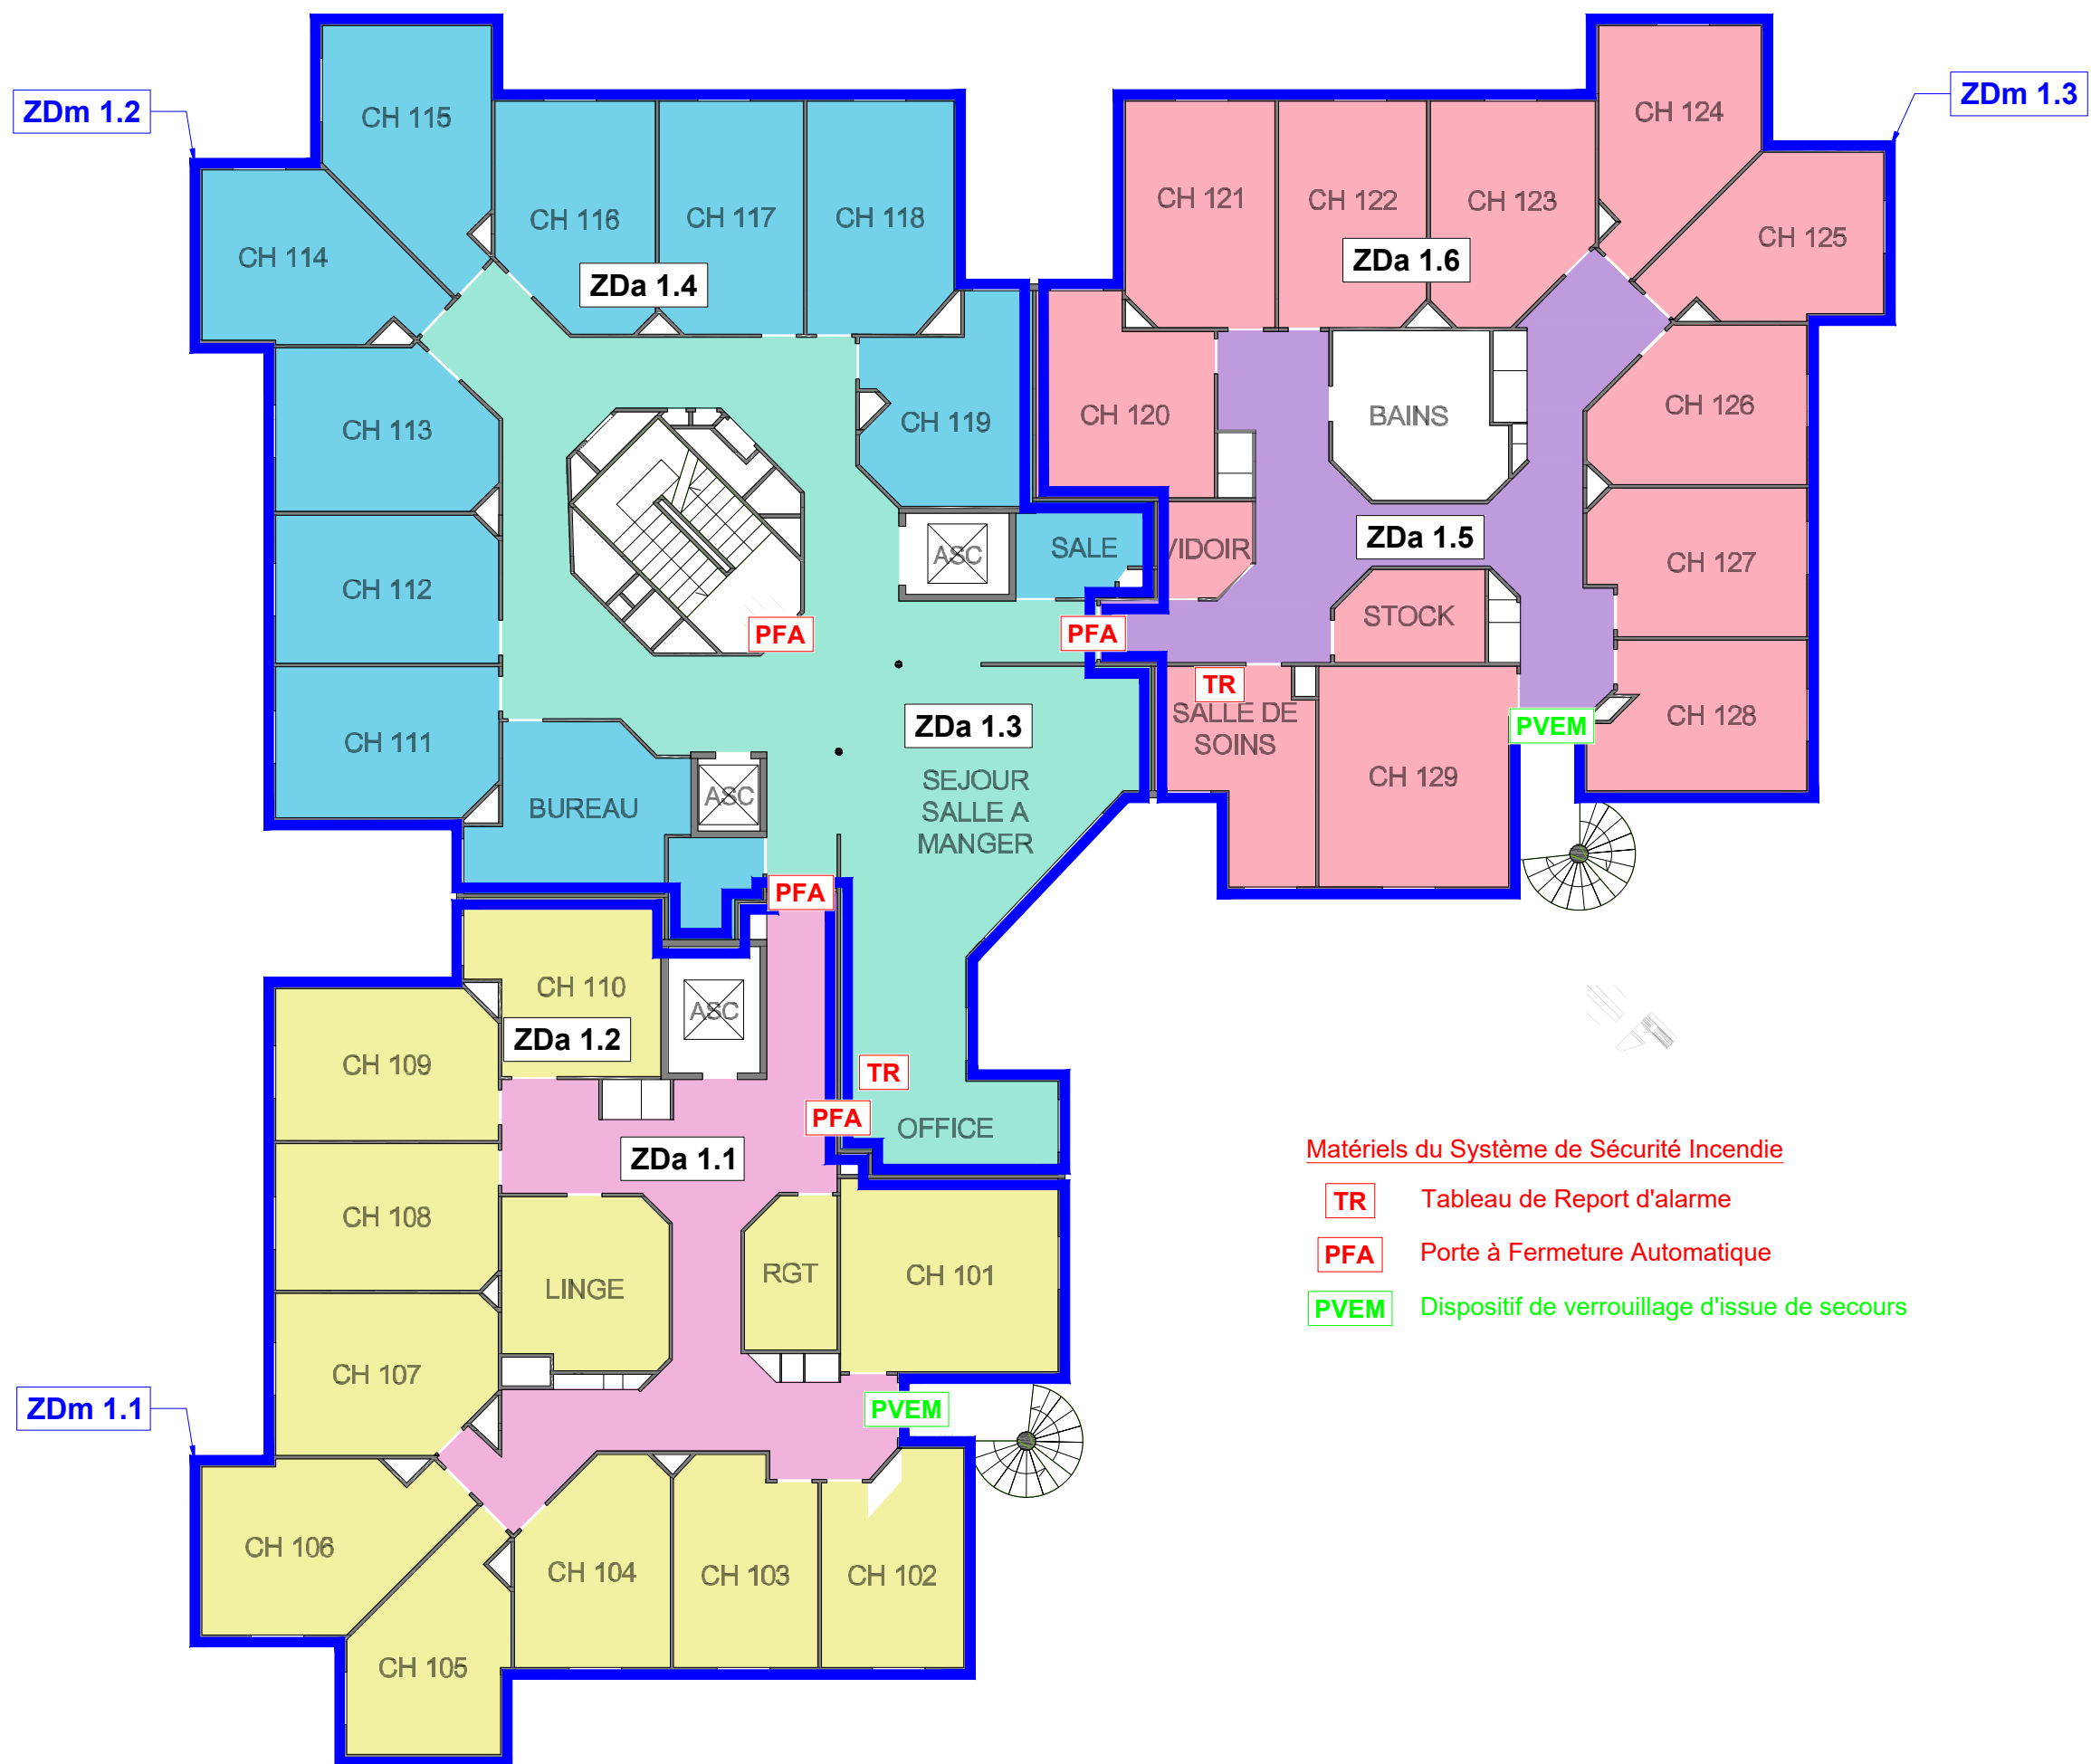 CH 115
CH 124
ZDm 1.2
ZDm 1.3
CH 121
CH 122
CH 123
CH 116
CH 117
CH 118
CH 125
CH 114
ZDa 1.4
ZDa 1.6
CH 113
CH 119
CH 120
BAINS
CH 126
ZDa 1.5
ASC
SALE
VIDOIR
CH 127
CH 112
STOCK
PFA
PFA
TR
SALLE DE
SOINS
CH 128
PVEM
ZDa 1.3
CH 111
CH 129
SEJOUR
SALLE A
MANGER
BUREAU
ASC
PFA
CH 110
ASC
ZDa 1.2
CH 109
TR
PFA
OFFICE
ZDa 1.1
CH 108
CH 101
RGT
LINGE
CH 107
ZDm 1.1
PVEM
CH 106
CH 104
CH 103
CH 102
CH 105
Matériels du Système de Sécurité Incendie
TR Tableau de Report d'alarme
PFA Porte à Fermeture Automatique
PVEM Dispositif de verrouillage d'issue de secours